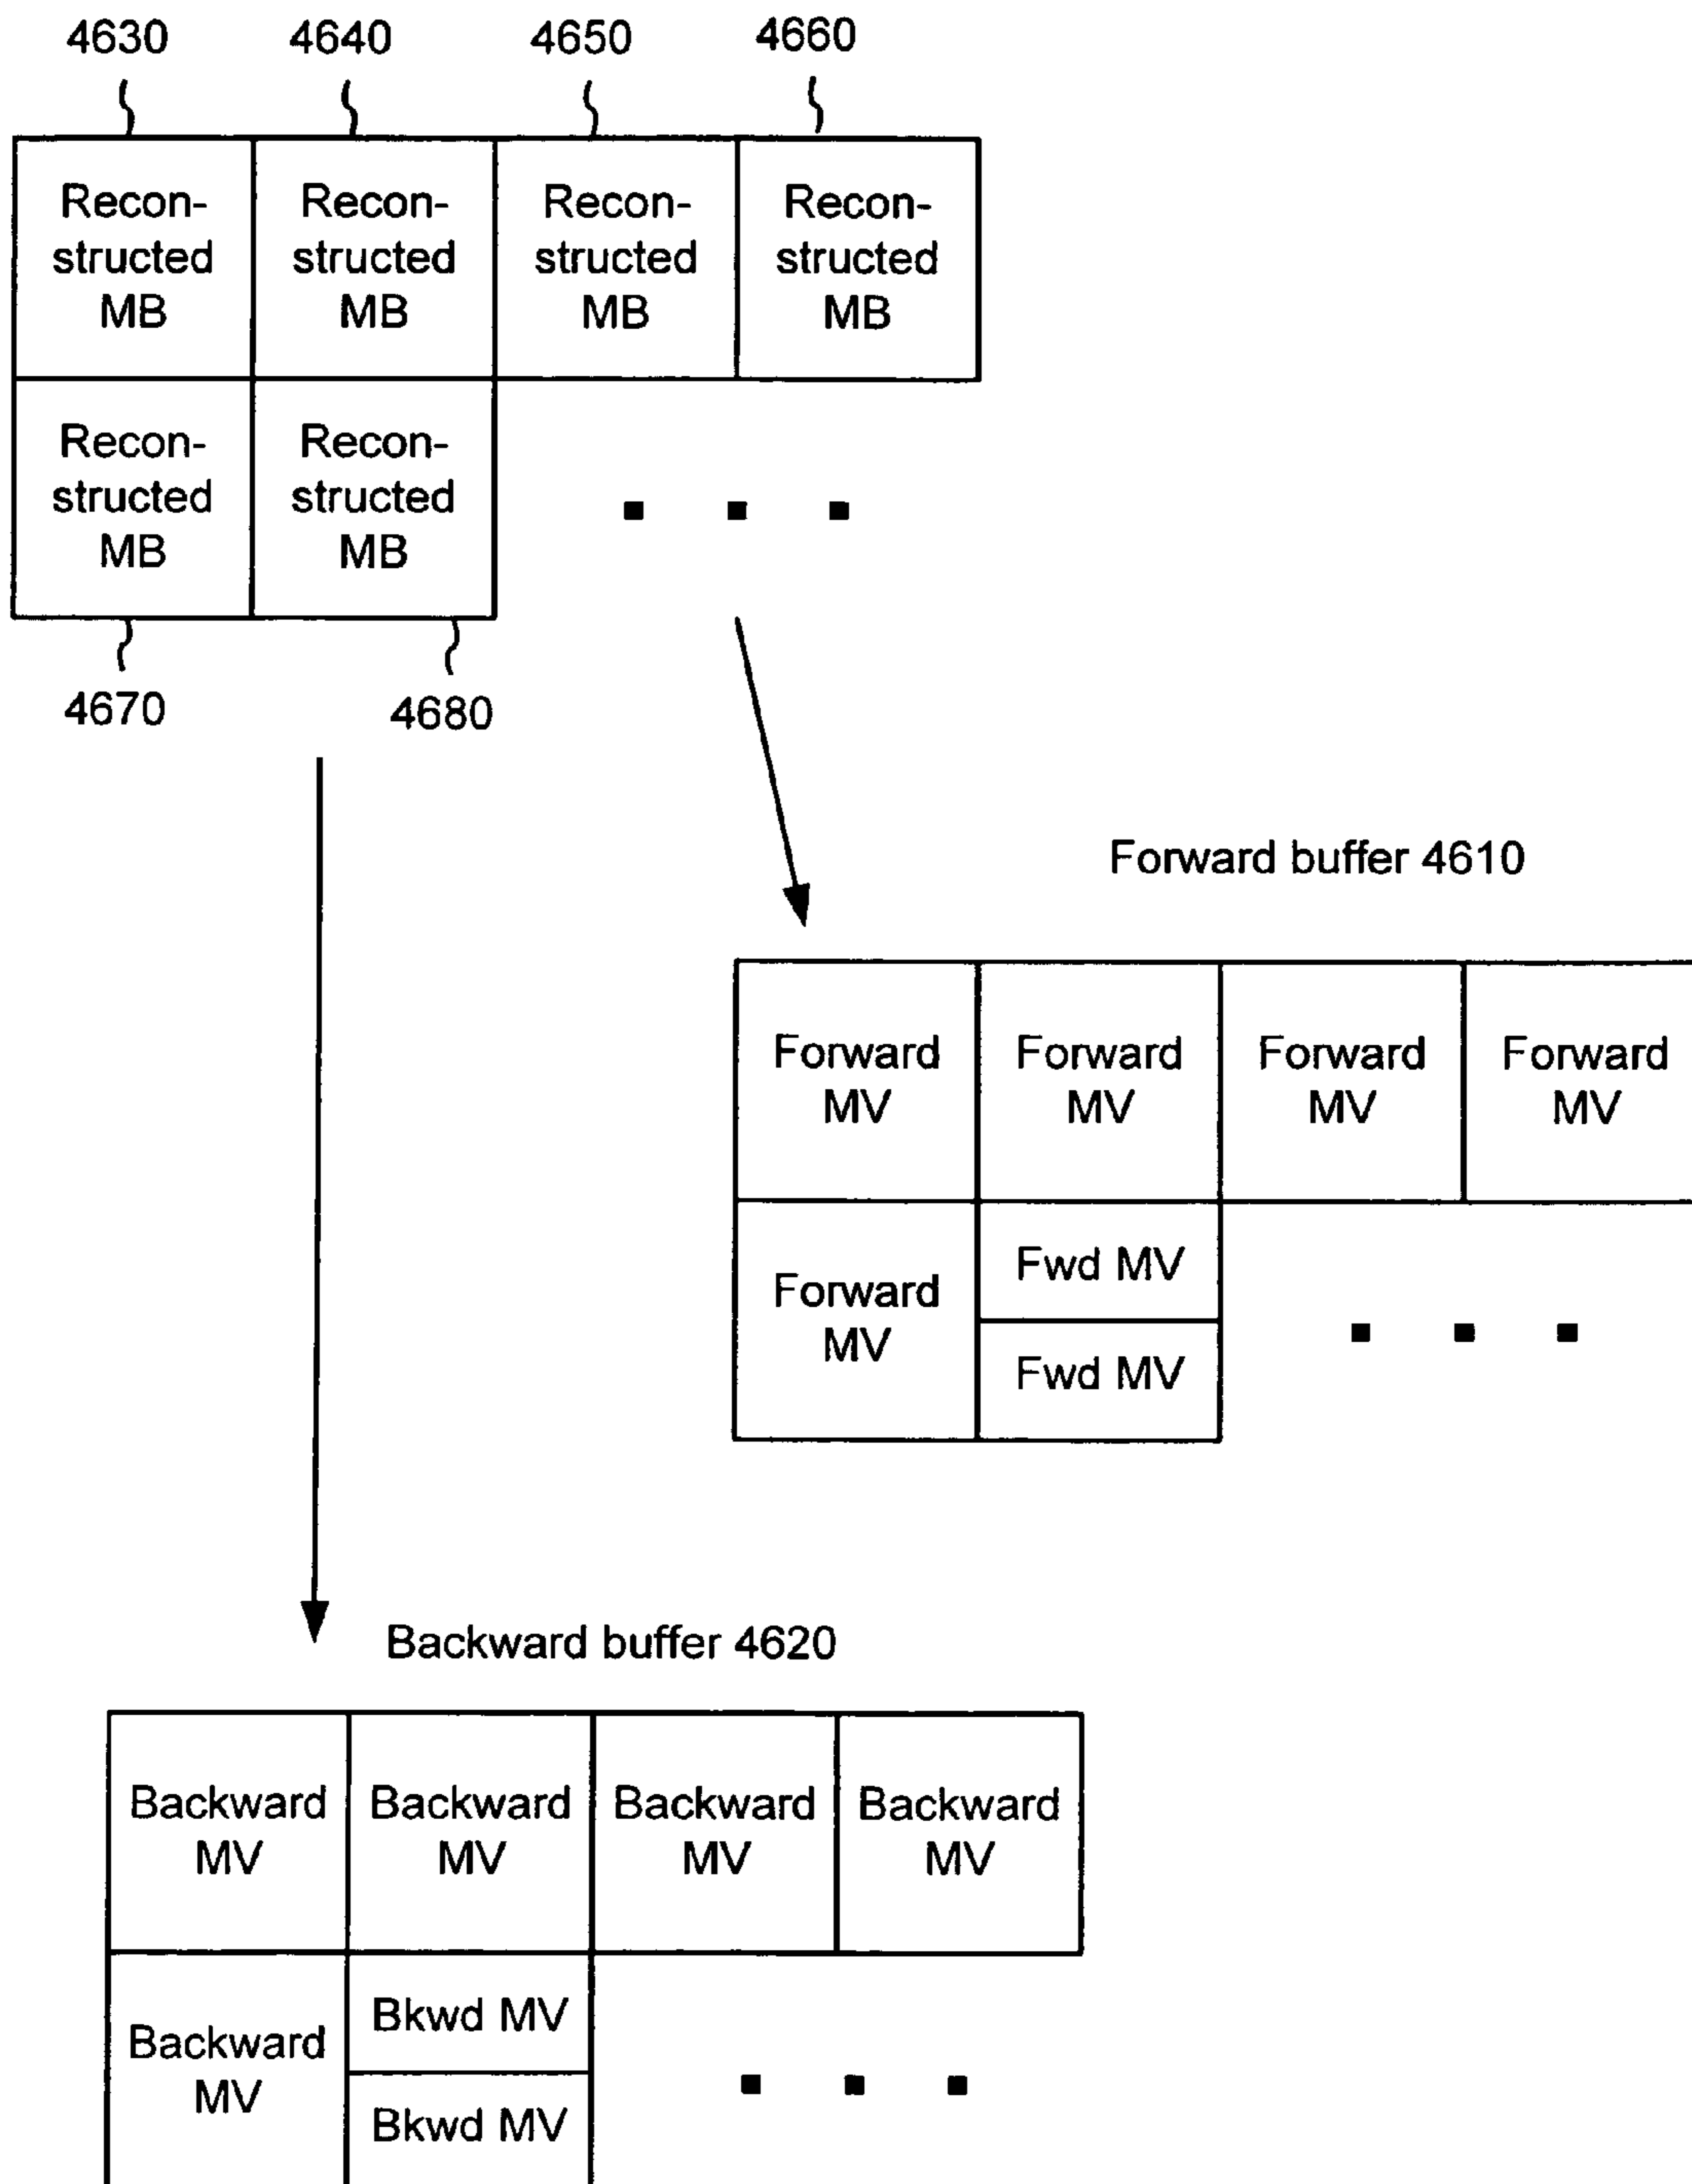 4630 4640 4650 4660
Recon- Recon- Recon- Recon-
structed structed structed structed
MB MB MB MB
Recon- Recon-
structed structed
MB MB
4670 4680
Forward buffer 4610
Forward Forward Forward Forward
MV MV MV MV
Forward
MV
Fwd MV
Fwd MV
Backward buffer 4620
Backward Backward Backward Backward
MV MV MV MV
Backward
MV
Bkwd MV
Bkwd MV